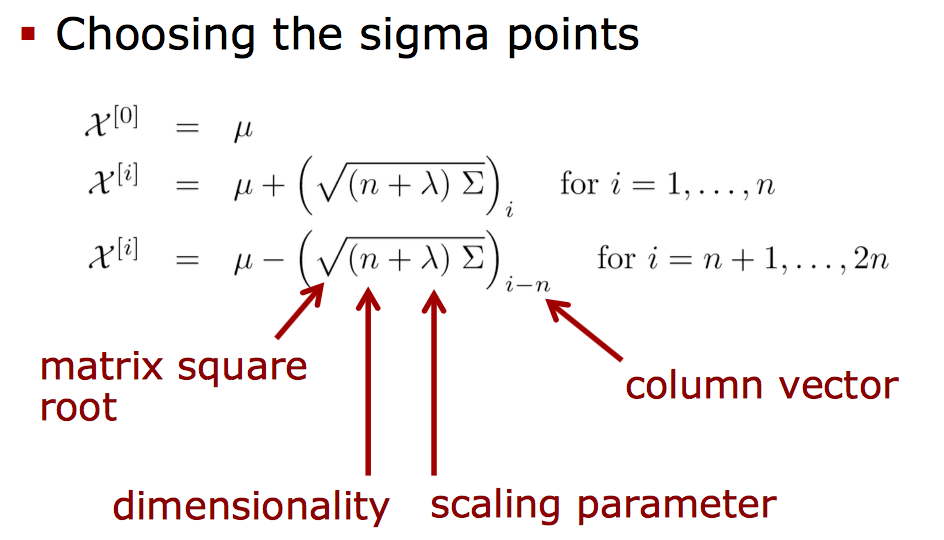 ▪ Choosing the sigma points
𝒳^{[0]} = μ
𝒳^{[i]} = μ + (√((n + λ) Σ))_i for i = 1, . . . , n
𝒳^{[i]} = μ − (√((n + λ) Σ))_{i−n} for i = n + 1, . . . , 2n
matrix square
root
column vector
dimensionality
scaling parameter